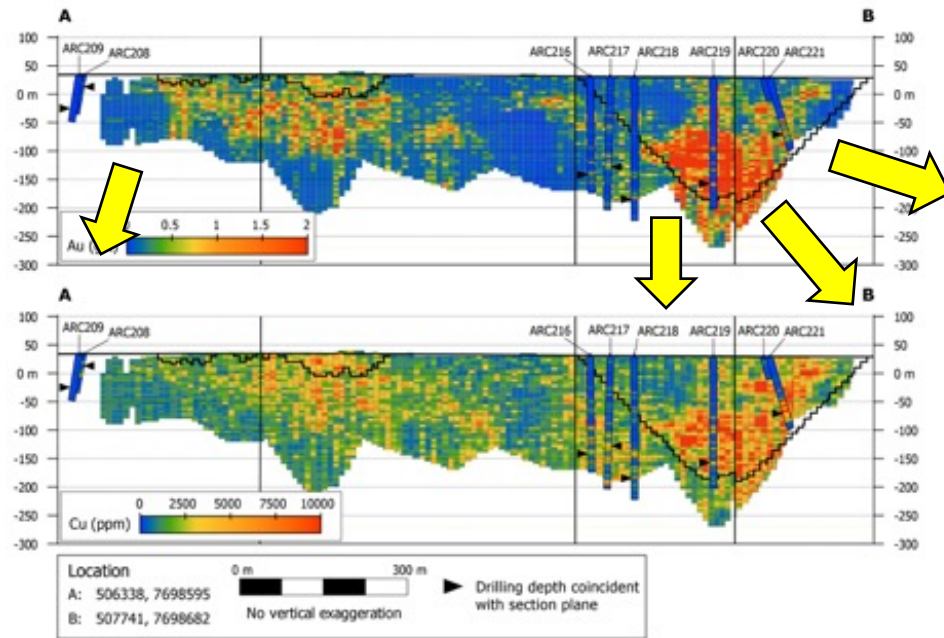 A B
ARC209
ARC208
ARC216 ARC217 ARC218 ARC219 ARC220 ARC221
100 100
50 50
0 m 0 m
-50 -50
-100 -100
-150 -150
-200 -200
-250 -250
-300 -300
0.5 1 1.5 2
Au
A B
ARC209
ARC208
ARC216 ARC217 ARC218 ARC219 ARC220 ARC221
100 100
50 50
0 m 0 m
-50 -50
-100 -100
-150 -150
-200 -200
-250 -250
-300 -300
0 2500 5000 7500 10000
Cu (ppm)
Location
A: 506338, 7698595
B: 507741, 7698682
0 m 300 m
No vertical exaggeration
Drilling depth coincident
with section plane